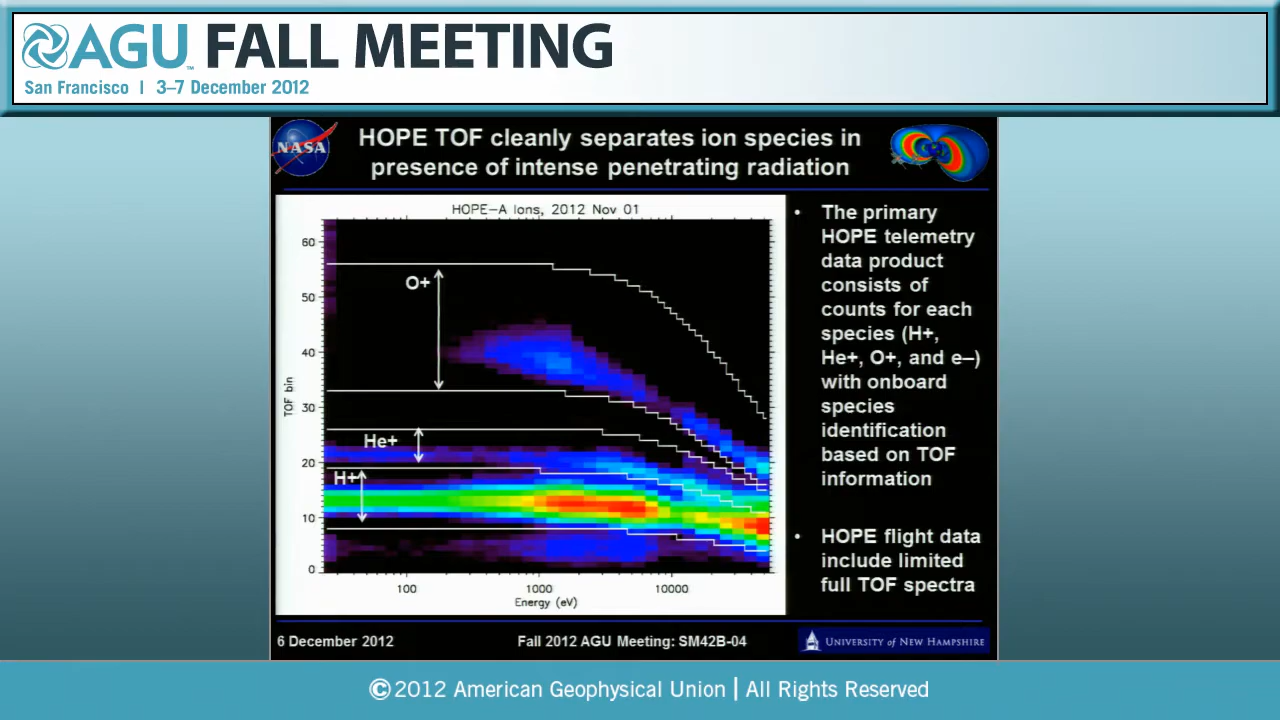 AGU FALL MEETING
San Francisco | 3–7 December 2012
NASA
HOPE TOF cleanly separates ion species in
presence of intense penetrating radiation
HOPE–A Ions, 2012 Nov 01
60
50
40
30
20
10
0
TOF bin
O+
He+
H+
100 1000 10000
Energy (eV)
• The primary
HOPE telemetry
data product
consists of
counts for each
species (H+,
He+, O+, and e–)
with onboard
species
identification
based on TOF
information
• HOPE flight data
include limited
full TOF spectra
6 December 2012
Fall 2012 AGU Meeting: SM42B-04
UNIVERSITY OF NEW HAMPSHIRE
©2012 American Geophysical Union | All Rights Reserved